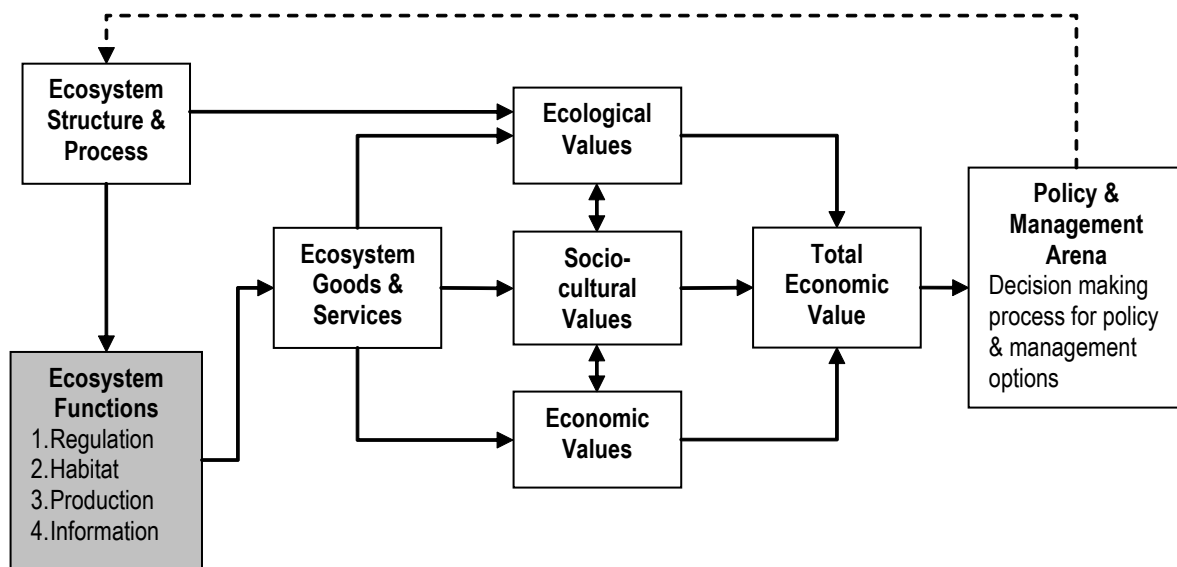 Ecosystem
Structure &
Process
Ecological
Values
Policy &
Management
Arena
Decision making
process for policy
& management
options
Ecosystem
Goods &
Services
Socio-
cultural
Values
Total
Economic
Value
Ecosystem
Functions
1.Regulation
2.Habitat
3.Production
4.Information
Economic
Values